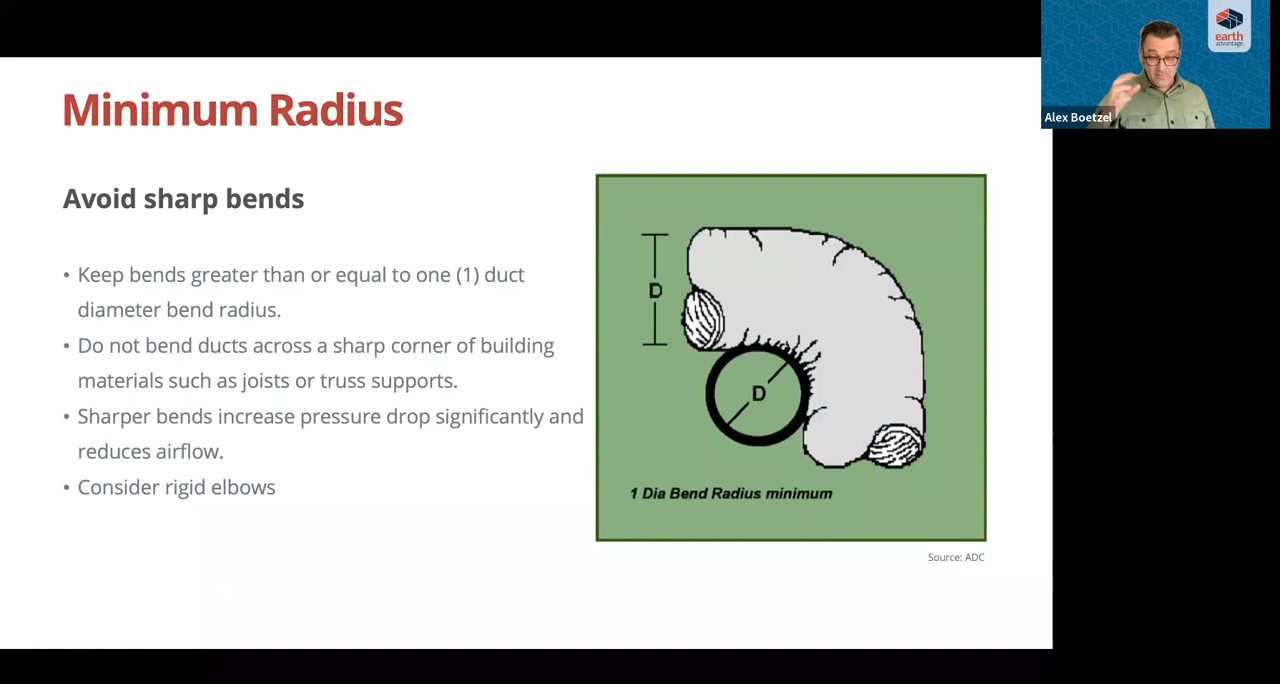 Minimum Radius
Avoid sharp bends
• Keep bends greater than or equal to one (1) duct
diameter bend radius.
• Do not bend ducts across a sharp corner of building
materials such as joists or truss supports.
• Sharper bends increase pressure drop significantly and
reduces airflow.
• Consider rigid elbows
D
D
1 Dia Bend Radius minimum
Source: ADC
earth
advantage
Alex Boetzel